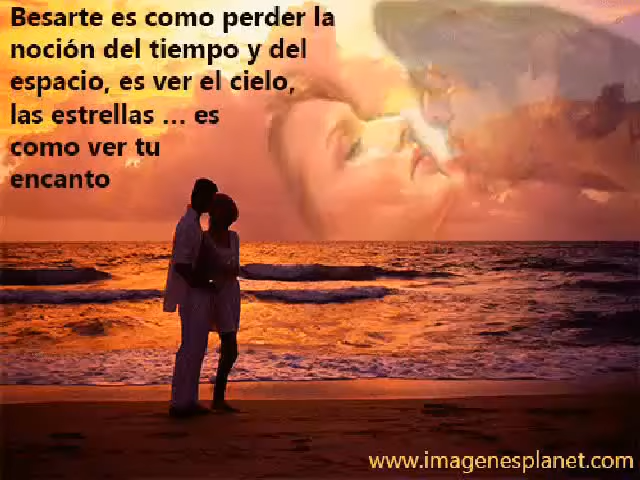 Besarte es como perder la
noción del tiempo y del
espacio, es ver el cielo,
las estrellas ... es
como ver tu
encanto
www.imagenesplanet.com